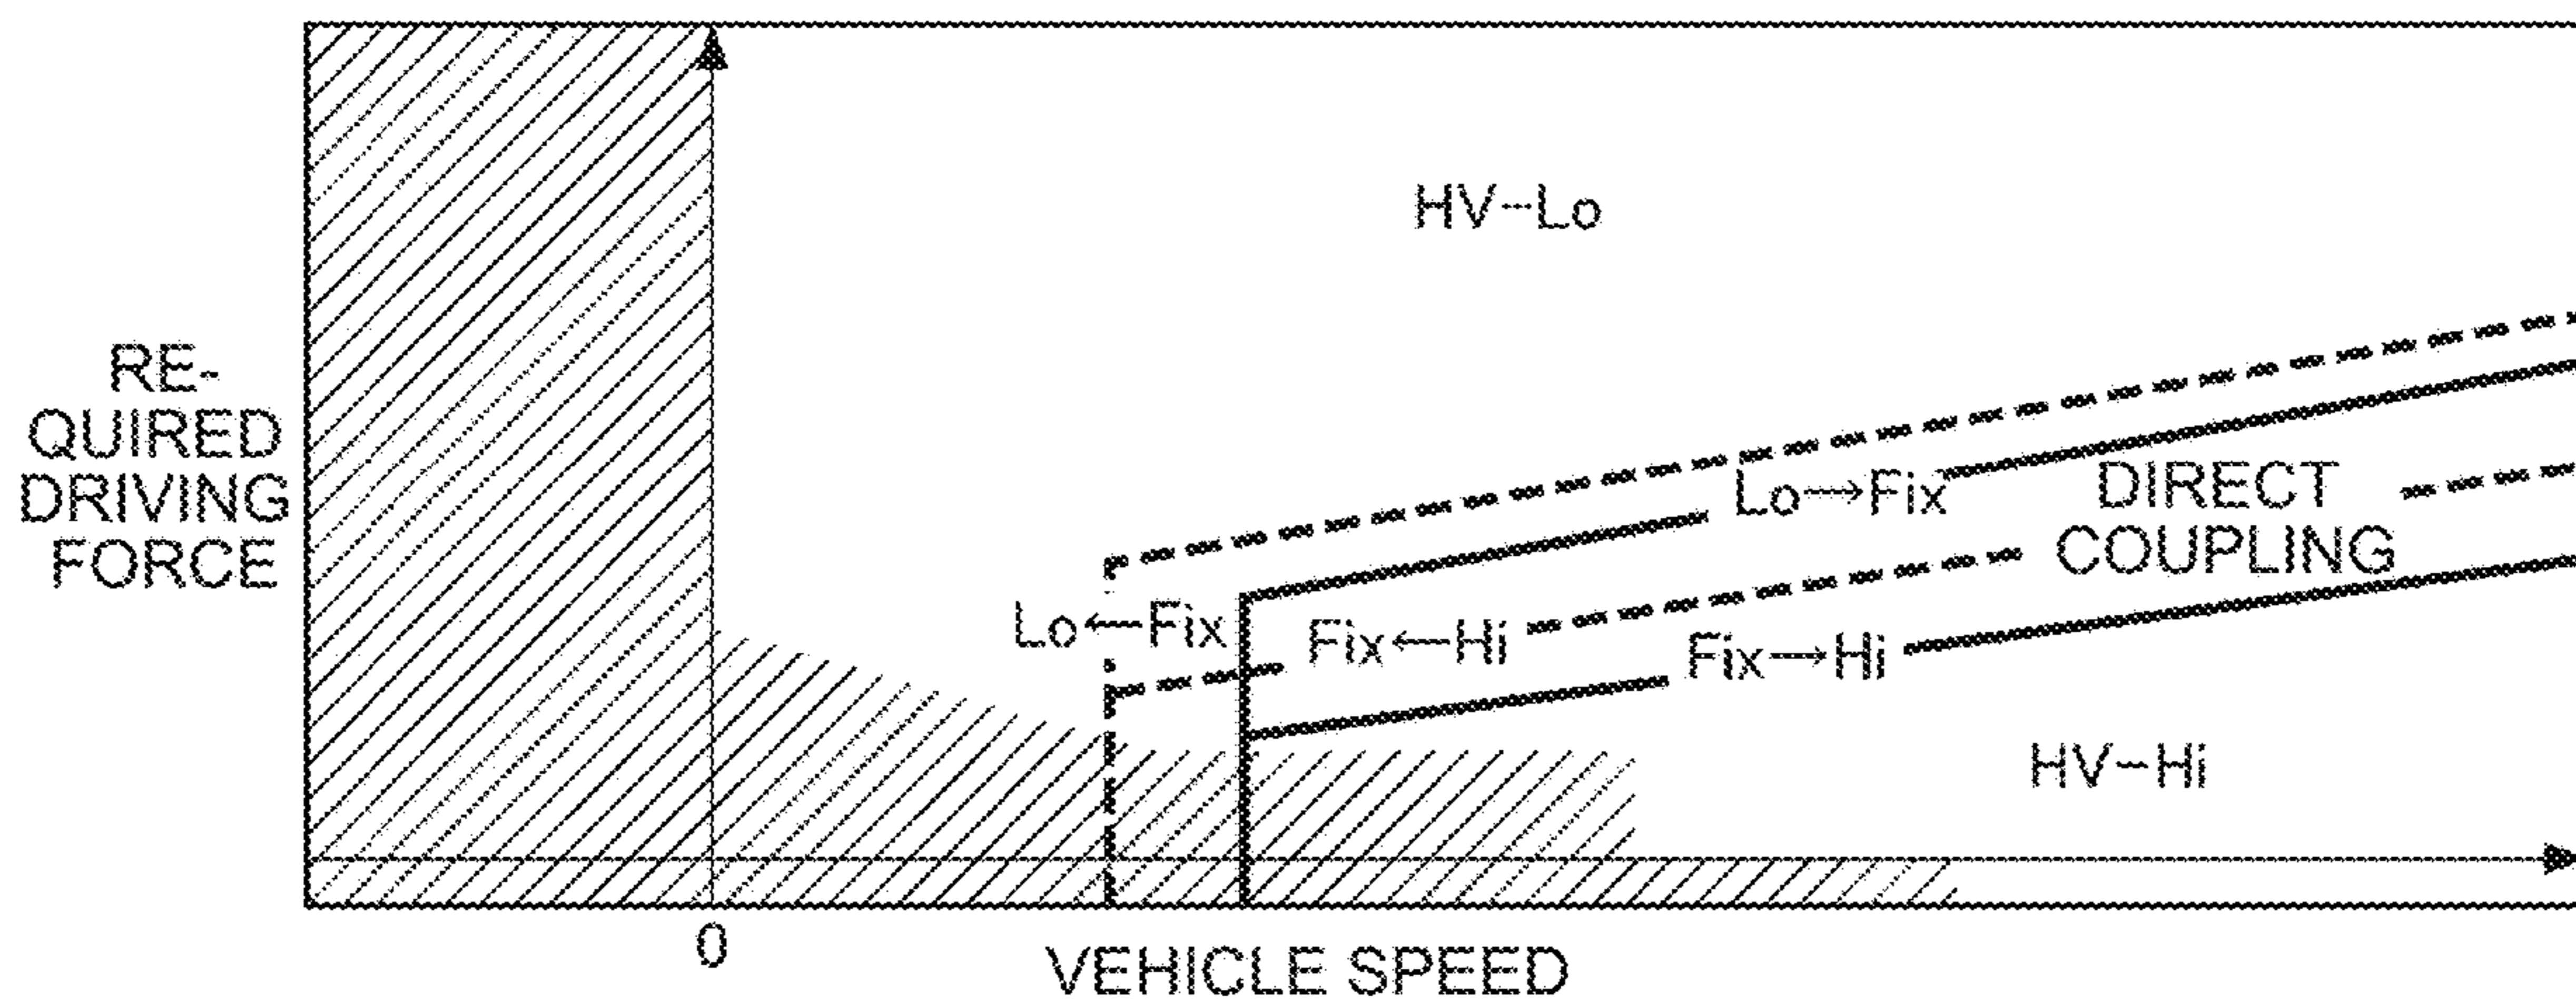 HV-Lo
RE-
QUIRED
DRIVING
FORCE
Lo→Fix
DIRECT
COUPLING
Lo←Fix
Fix←Hi
Fix→Hi
HV-Hi
0
VEHICLE SPEED